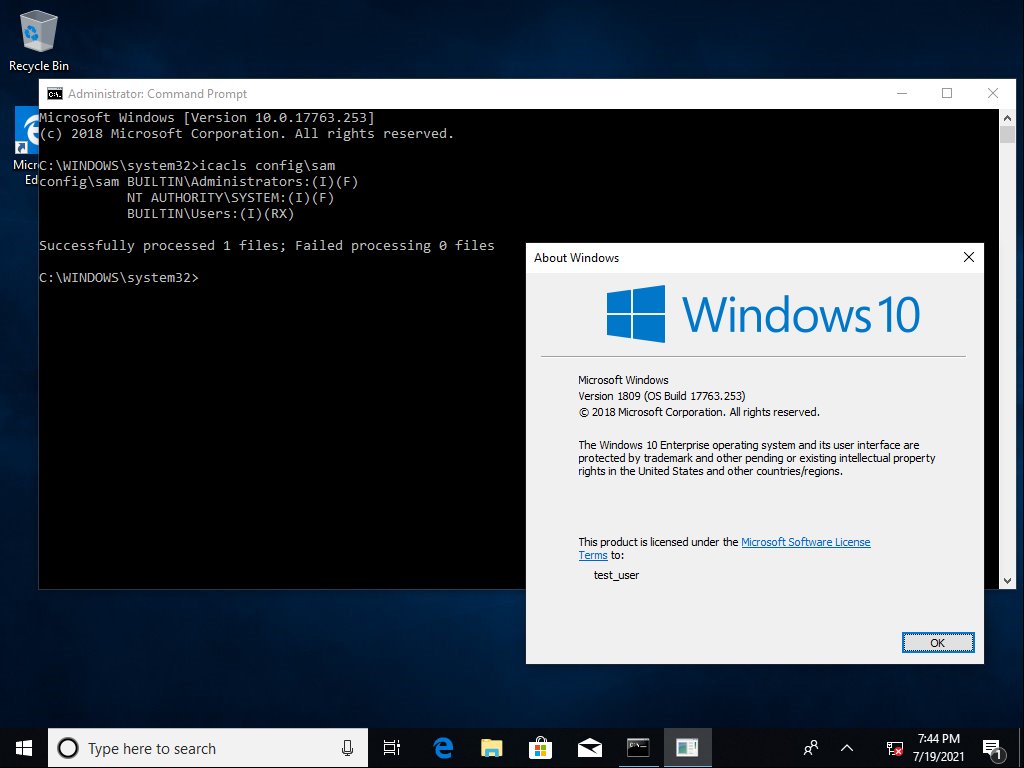 Recycle Bin
Administrator: Command Prompt
Microsoft Windows [Version 10.0.17763.253]
(c) 2018 Microsoft Corporation. All rights reserved.
C:\WINDOWS\system32>icacls config\sam
config\sam BUILTIN\Administrators:(I)(F)
NT AUTHORITY\SYSTEM:(I)(F)
BUILTIN\Users:(I)(RX)
Successfully processed 1 files; Failed processing 0 files
C:\WINDOWS\system32>
Micr
Ed
About Windows
Windows 10
Microsoft Windows
Version 1809 (OS Build 17763.253)
© 2018 Microsoft Corporation. All rights reserved.
The Windows 10 Enterprise operating system and its user interface are
protected by trademark and other pending or existing intellectual property
rights in the United States and other countries/regions.
This product is licensed under the Microsoft Software License
Terms to:
test_user
OK
Type here to search
7:44 PM
7/19/2021
1